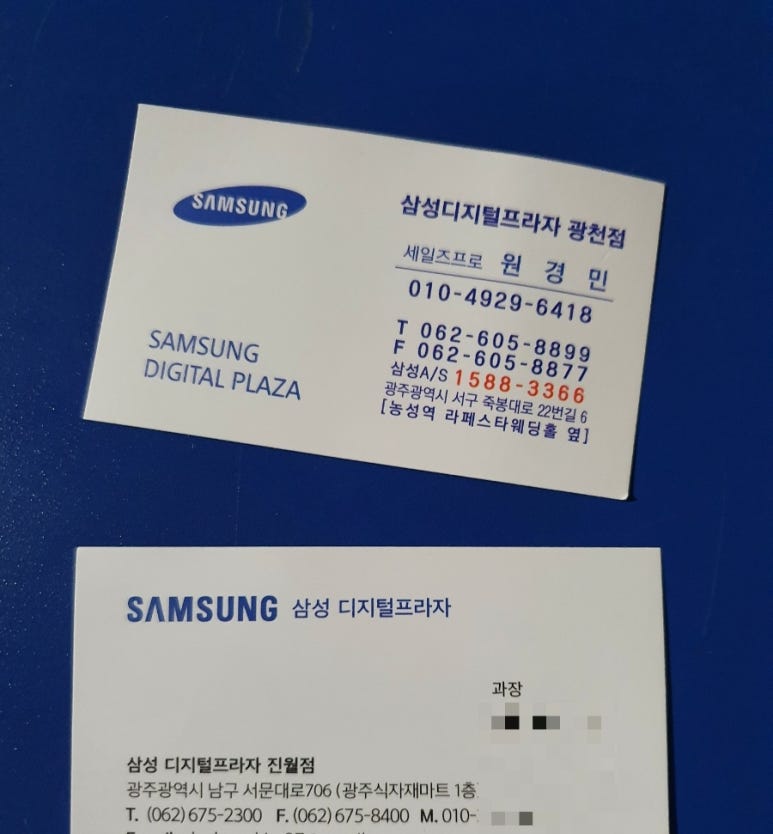 SAMSUNG
삼성디지털프라자 광천점
세일즈프로 원 경 민
010-4929-6418
T 062-605-8899
F 062-605-8877
삼성A/S 1588-3366
광주광역시 서구 죽봉대로 22번길 6
[농성역 라페스타웨딩홀 옆]
SAMSUNG
DIGITAL PLAZA
SAMSUNG 삼성 디지털프라자
과장
삼성 디지털프라자 진월점
광주광역시 남구 서문대로706 (광주식자재마트 1층
T. (062) 675-2300 F. (062) 675-8400 M. 010-